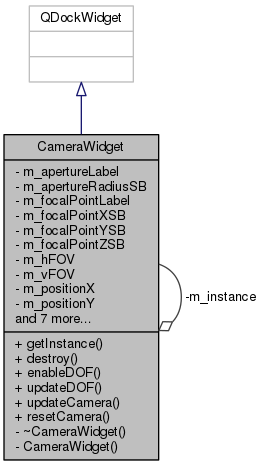 QDockWidget
CameraWidget
- m_apertureLabel
- m_apertureRadiusSB
- m_focalPointLabel
- m_focalPointXSB
- m_focalPointYSB
- m_focalPointZSB
- m_hFOV
- m_vFOV
- m_positionX
- m_positionY
and 7 more...
-m_instance
+ getInstance()
+ destroy()
+ enableDOF()
+ updateDOF()
+ updateCamera()
+ resetCamera()
- ~CameraWidget()
- CameraWidget()